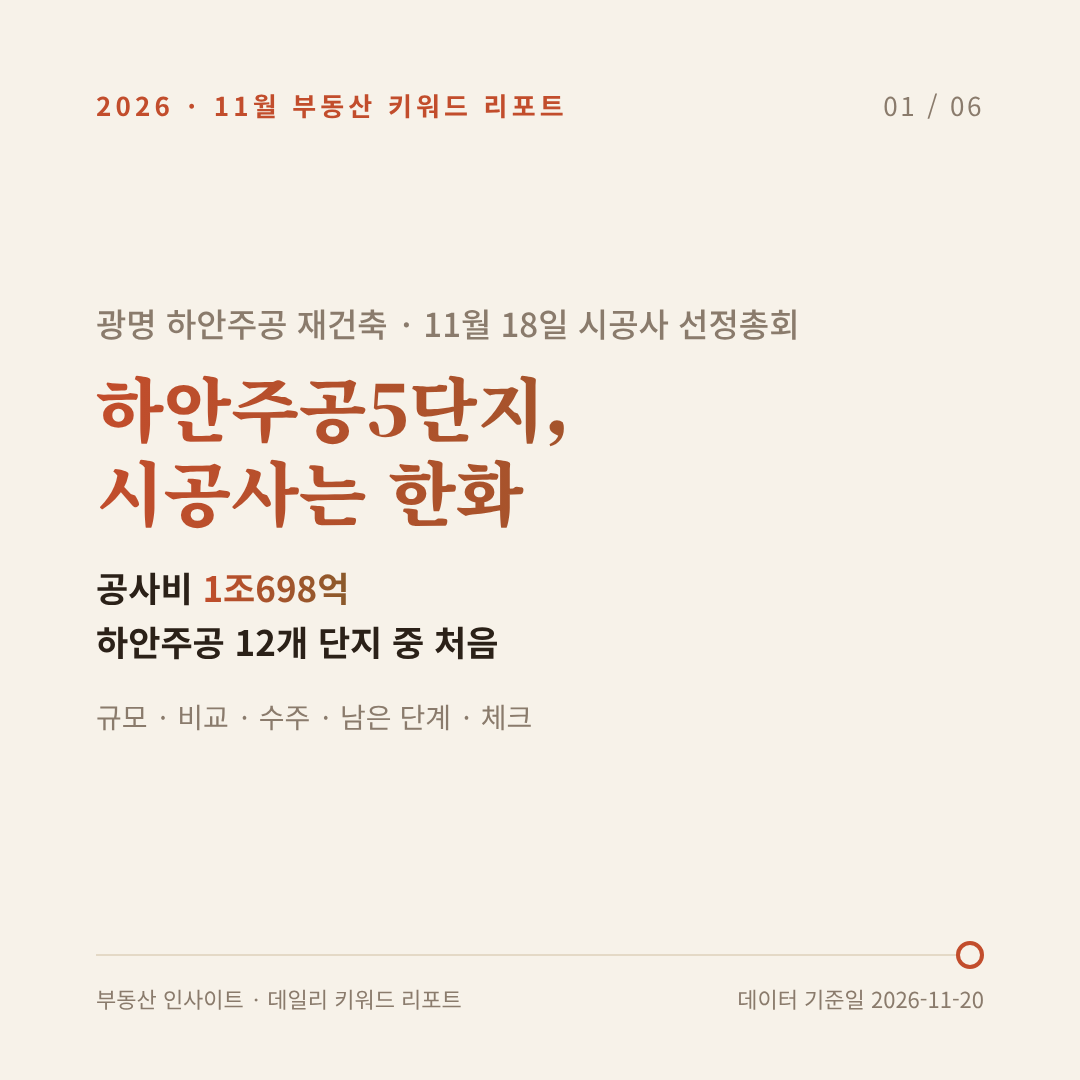 2026 · 11월 부동산 키워드 리포트
01 / 06
광명 하안주공 재건축 · 11월 18일 시공사 선정총회
하안주공5단지,
시공사는 한화
공사비 1조698억
하안주공 12개 단지 중 처음
규모 · 비교 · 수주 · 남은 단계 · 체크
부동산 인사이트 · 데일리 키워드 리포트
데이터 기준일 2026-11-20